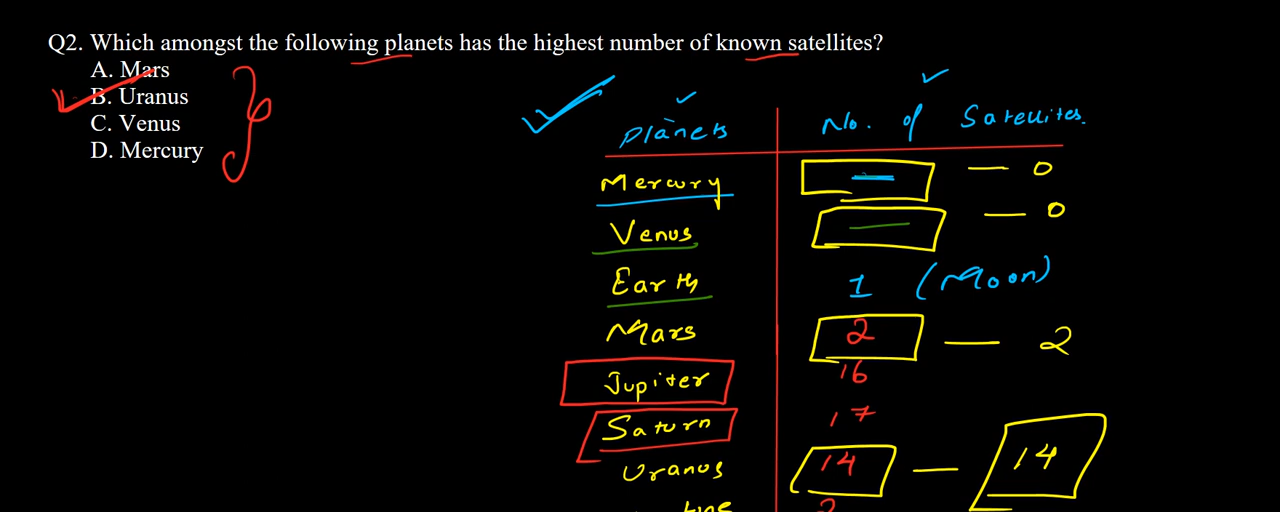 Q2. Which amongst the following planets has the highest number of known satellites?
A. Mars
B. Uranus
C. Venus
D. Mercury
Planets No. of Satellites.
Mercury — — 0
Venus — — 0
Earth 1 (Moon)
Mars 2 — 2
Jupiter 16
Saturn 17
Uranus 14 — 14